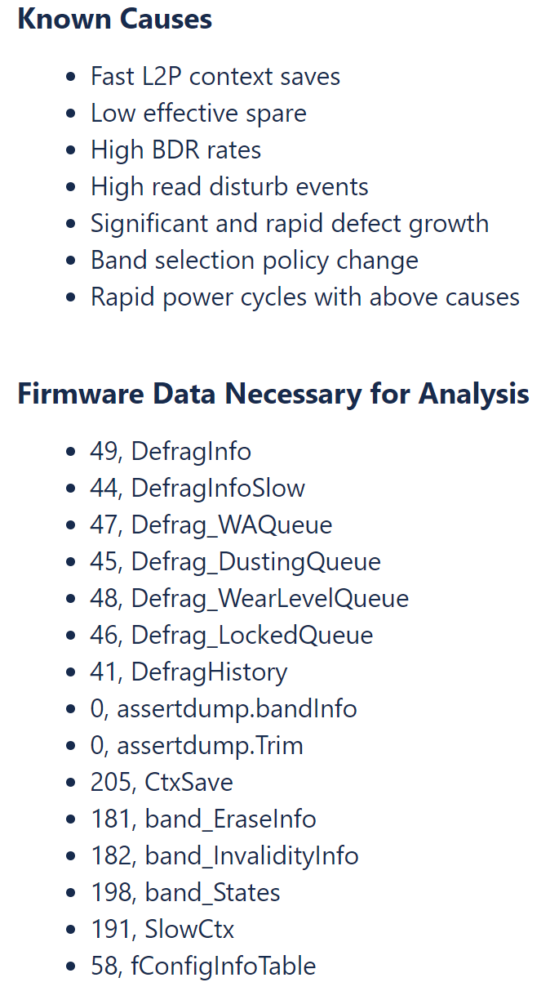 Known Causes
Fast L2P context saves
Low effective spare
High BDR rates
High read disturb events
Significant and rapid defect growth
Band selection policy change
Rapid power cycles with above causes
Firmware Data Necessary for Analysis
49, DefragInfo
44, DefragInfoSlow
47, Defrag_WAQueue
45, Defrag_DustingQueue
48, Defrag_WearLevelQueue
46, Defrag_LockedQueue
41, DefragHistory
0, assertdump.bandInfo
0, assertdump.Trim
205, CtxSave
181, band_EraseInfo
182, band_InvalidityInfo
198, band_States
191, SlowCtx
58, fConfigInfoTable